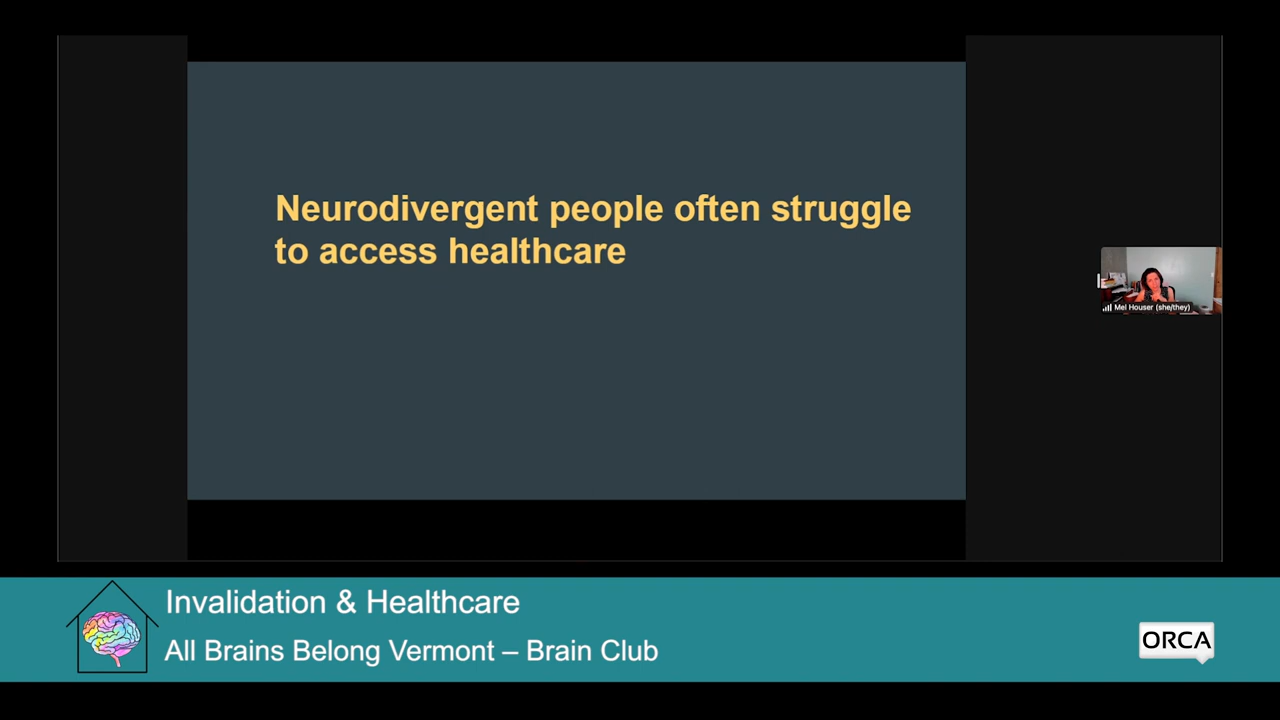 Neurodivergent people often struggle
to access healthcare
Mel Houser (she/they)
Invalidation & Healthcare
All Brains Belong Vermont – Brain Club
ORCA